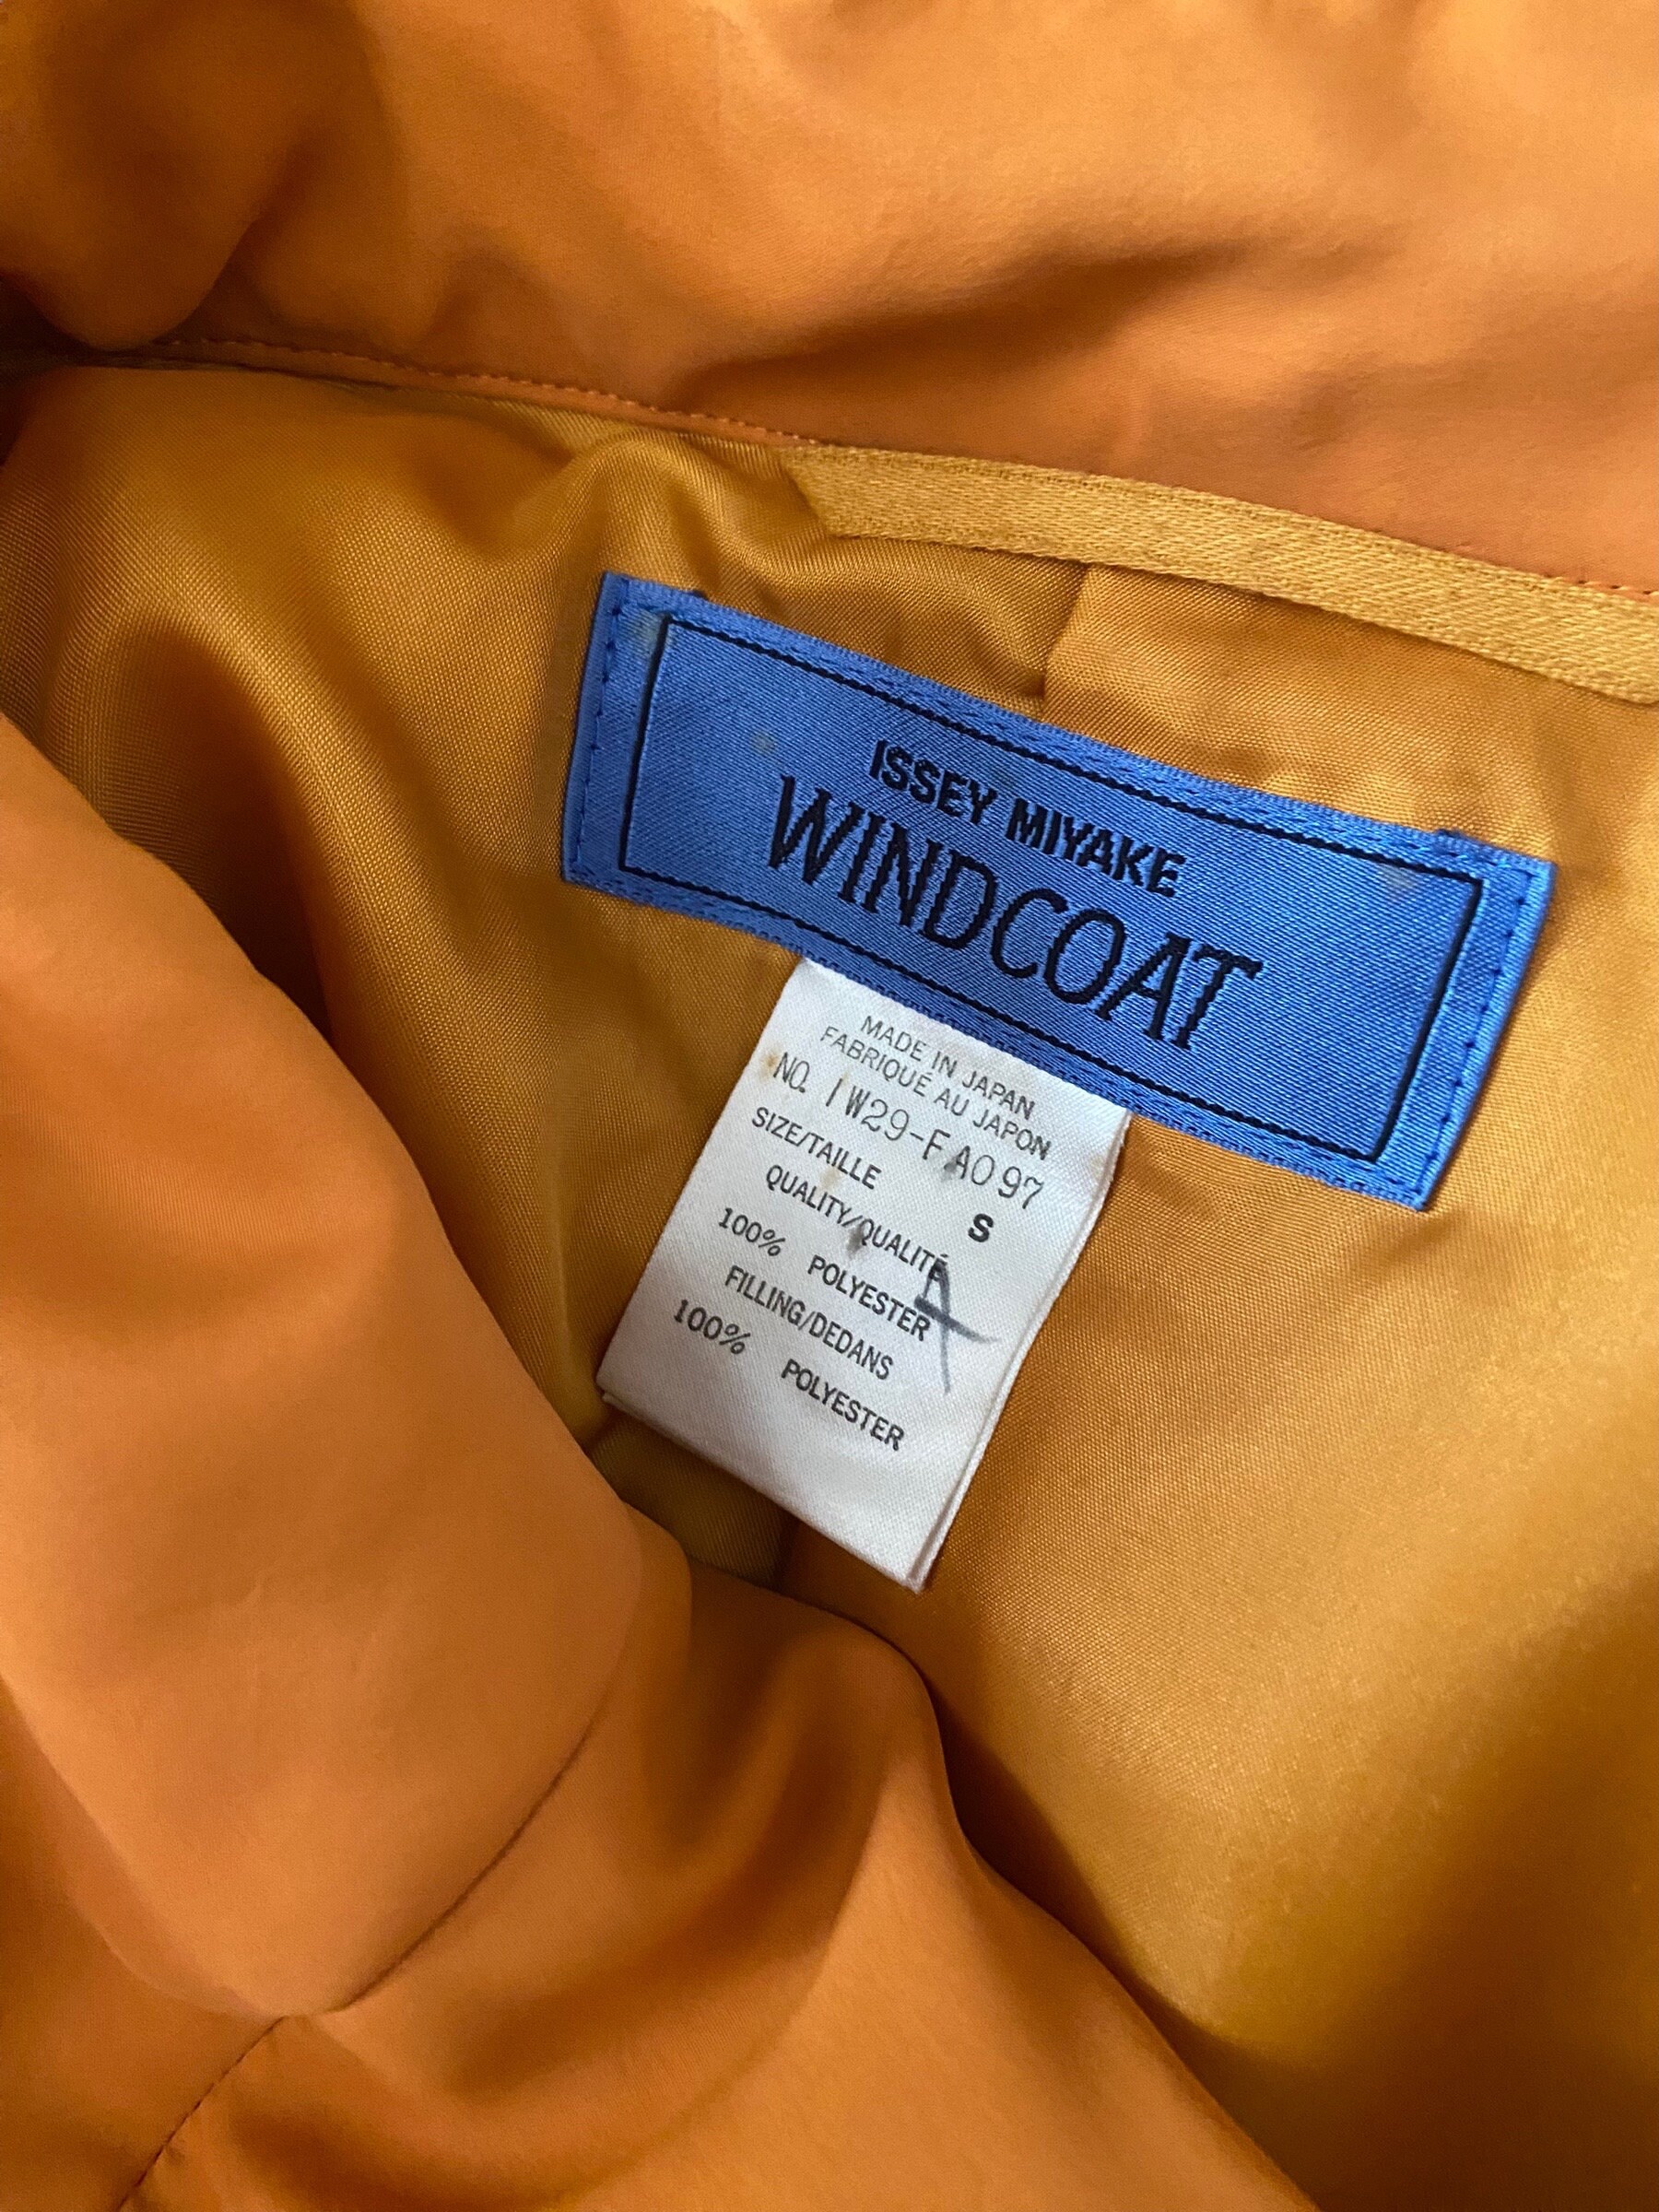 ISSEY MIYAKE
WINDCOAT
MADE IN JAPAN
FABRIQUÉ AU JAPON
NO. IW29-FA097
SIZE/TAILLE S
QUALITY/QUALITÉ
100% POLYESTER
FILLING/DEDANS
100% POLYESTER